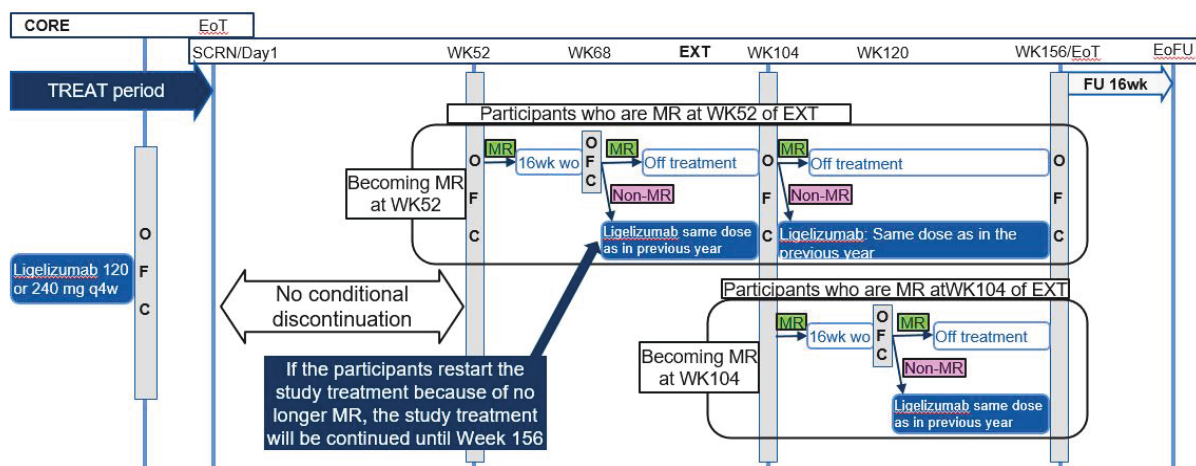 CORE
EoT
SCRN/Day1
WK52
WK68
EXT
WK104
WK120
WK156/EoT
EoFU
TREAT period
FU 16wk
Participants who are MR at WK52 of EXT
Becoming MR
at WK52
O
F
C
MR
16wk wo
O
F
C
MR
Off treatment
Non-MR
Ligelizumab same dose
as in previous year
O
F
C
MR
Off treatment
Non-MR
Ligelizumab: Same dose as in the
previous year
O
F
C
O
F
C
Ligelizumab 120
or 240 mg q4w
No conditional
discontinuation
If the participants restart the
study treatment because of no
longer MR, the study treatment
will be continued until Week 156
Participants who are MR atWK104 of EXT
Becoming MR
at WK104
MR
16wk wo
O
F
C
MR
Off treatment
Non-MR
Ligelizumab same dose
as in previous year